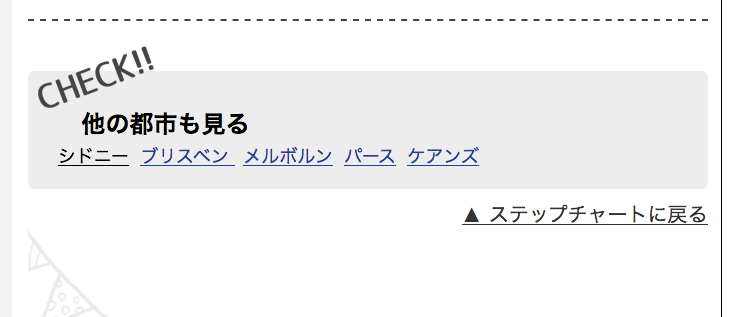 CHECK!!
他の都市も見る
シドニー ブリスベン メルボルン パース ケアンズ
▲ ステップチャートに戻る